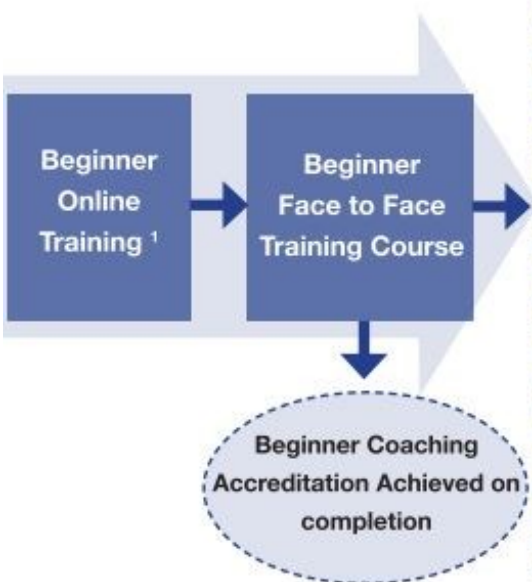 Beginner
Online
Training ¹
Beginner
Face to Face
Training Course
Beginner Coaching
Accreditation Achieved on
completion